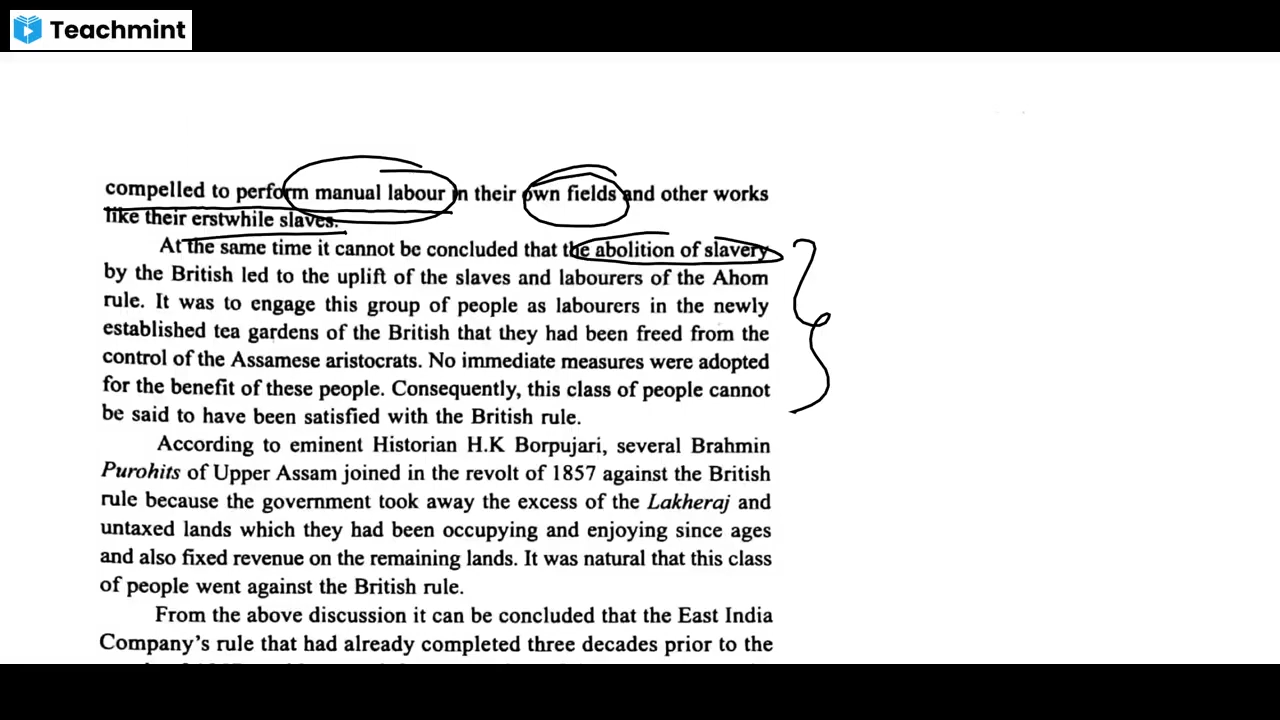 Teachmint
compelled to perform manual labour in their own fields and other works
like their erstwhile slaves.
At the same time it cannot be concluded that the abolition of slavery
by the British led to the uplift of the slaves and labourers of the Ahom
rule. It was to engage this group of people as labourers in the newly
established tea gardens of the British that they had been freed from the
control of the Assamese aristocrats. No immediate measures were adopted
for the benefit of these people. Consequently, this class of people cannot
be said to have been satisfied with the British rule.
According to eminent Historian H.K Borpujari, several Brahmin
Purohits of Upper Assam joined in the revolt of 1857 against the British
rule because the government took away the excess of the Lakheraj and
untaxed lands which they had been occupying and enjoying since ages
and also fixed revenue on the remaining lands. It was natural that this class
of people went against the British rule.
From the above discussion it can be concluded that the East India
Company's rule that had already completed three decades prior to the